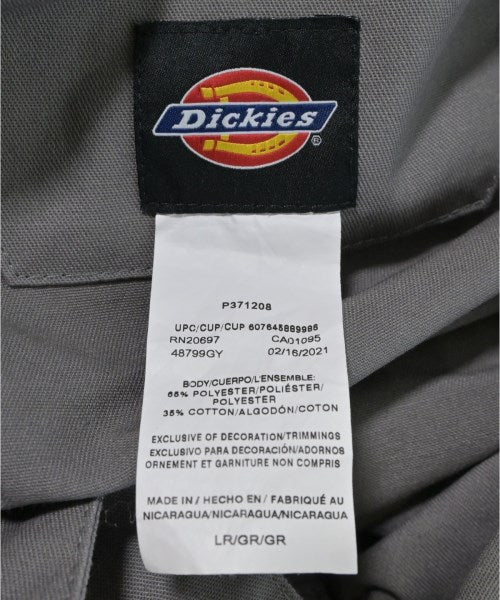 Dickies
®
P371208
UPC/CUP/CUP 607645889986
RN20697 CA01095
48799GY 02/16/2021
BODY/CUERPO/L'ENSEMBLE:
65% POLYESTER/POLIÉSTER/
POLYESTER
35% COTTON/ALGODÓN/COTON
EXCLUSIVE OF DECORATION/TRIMMINGS
EXCLUSIVO PARA DECORACIÓN/ADORNOS
ORNEMENT ET GARNITURE NON COMPRIS
MADE IN / HECHO EN / FABRIQUÉ AU
NICARAGUA/NICARAGUA/NICARAGUA
LR/GR/GR